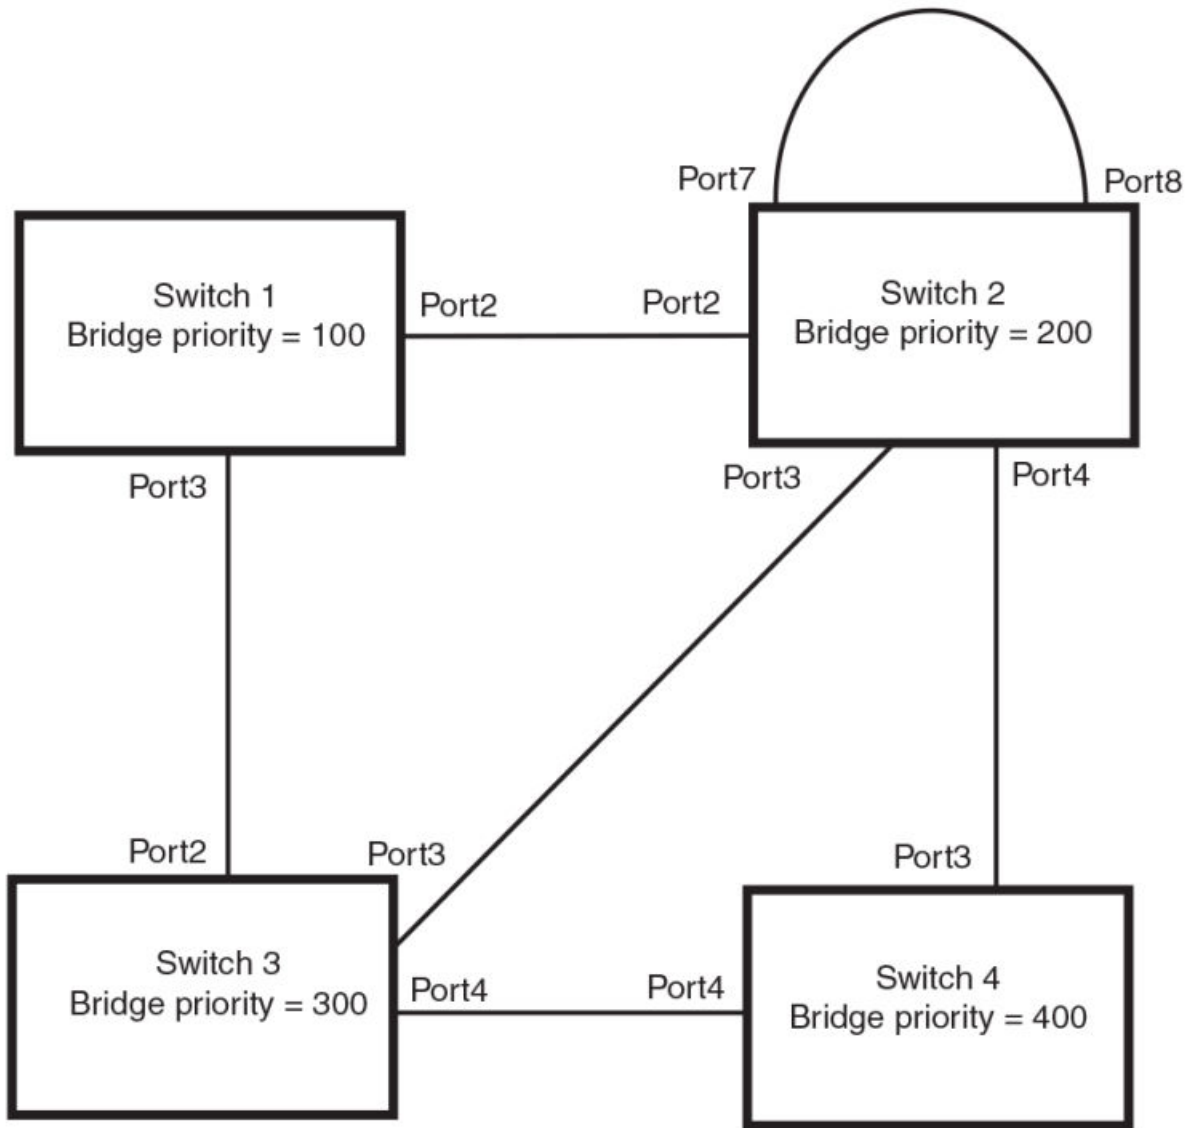 Port7
Port8
Switch 1
Bridge priority = 100
Port2
Port2
Switch 2
Bridge priority = 200
Port3
Port3
Port4
Port2
Port3
Port3
Switch 3
Bridge priority = 300
Port4
Port4
Switch 4
Bridge priority = 400